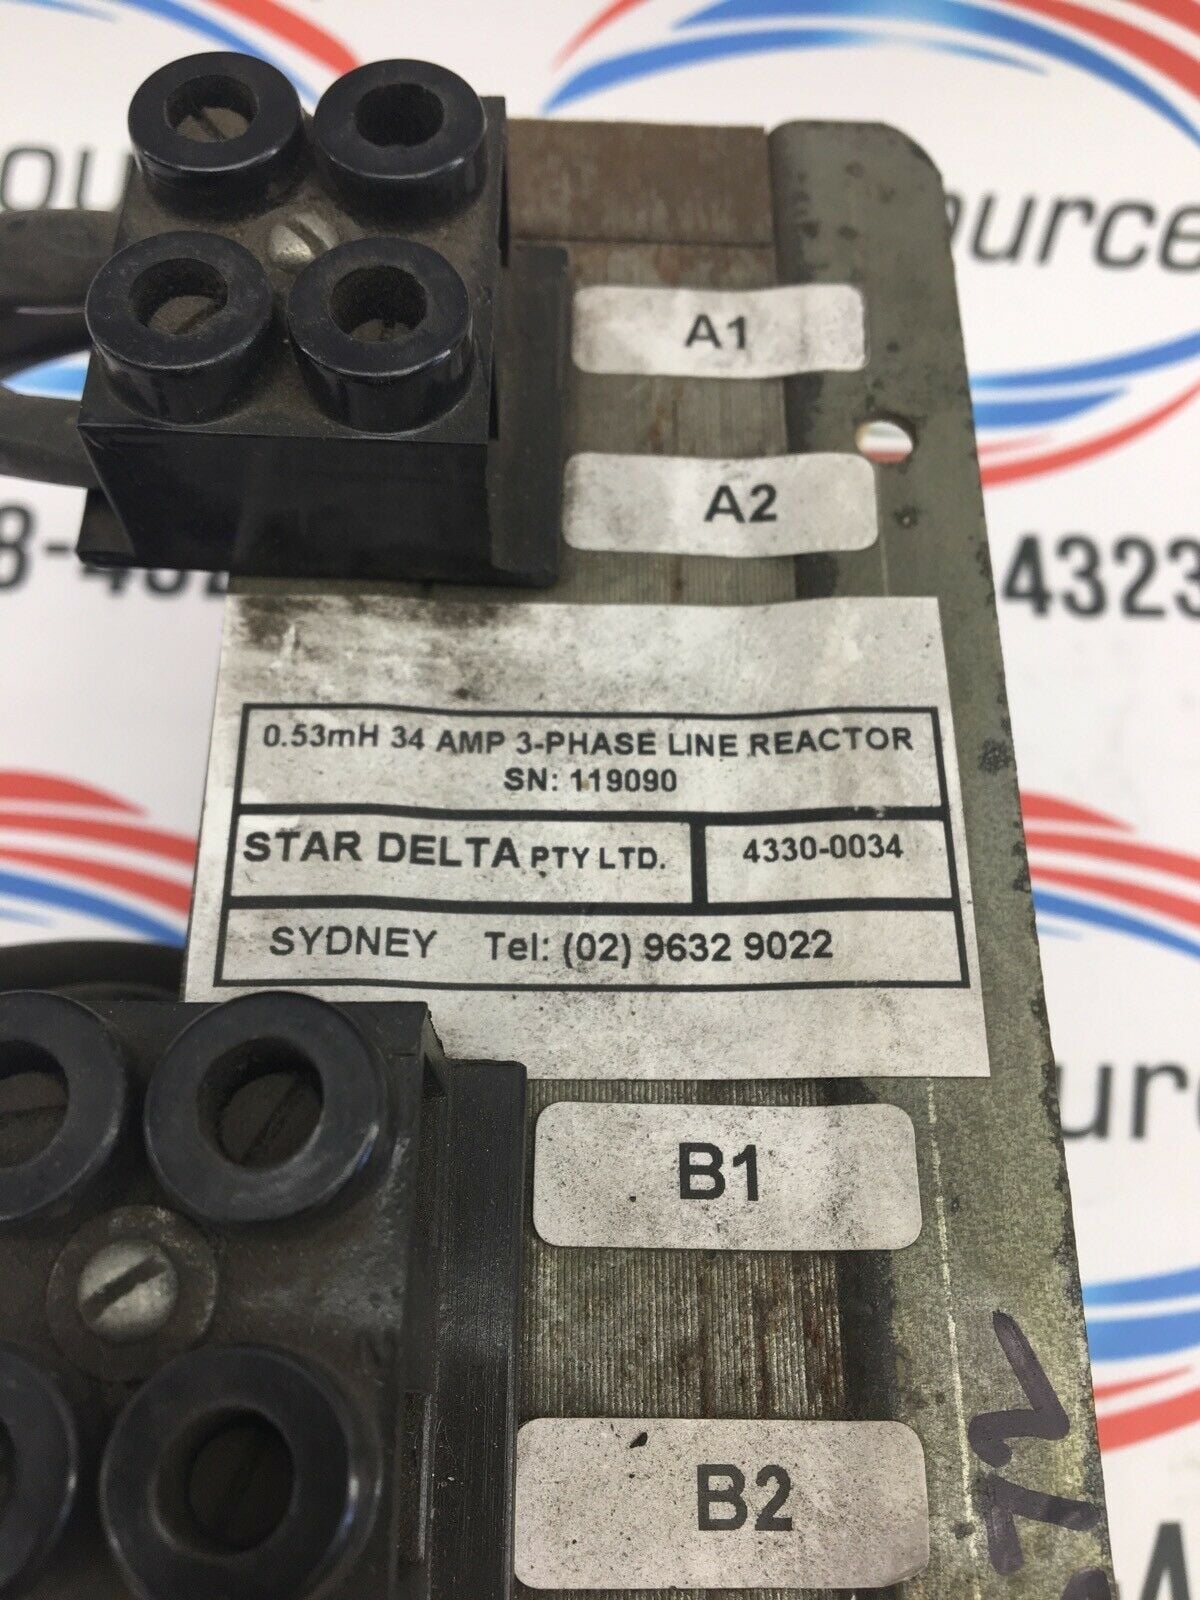 A1
A2
4323
0.53mH 34 AMP 3-PHASE LINE REACTOR
SN: 119090
STAR DELTA PTY LTD.
4330-0034
SYDNEY Tel: (02) 9632 9022
B1
B2